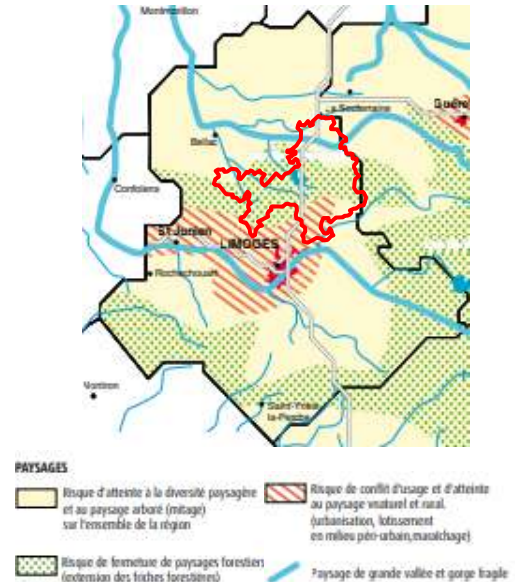 Montmorillon
La Souterraine
Guéret
Bellac
Confolens
St Junien
LIMOGES
Rochechouart
Nontron
Saint-Yrieix
la-Perche
PAYSAGES
Risque d'atteinte à la diversité paysagère
et au paysage arboré (mitage)
sur l'ensemble de la région
Risque de conflit d'usage et d'atteinte
au paysage vnaturel et rural.
(urbanisation, lotissement
en milieu péri-urbain, maraîchage)
Risque de fermeture de paysages forestiers
(extension des friches forestières)
Paysage de grande vallée et gorge fragile